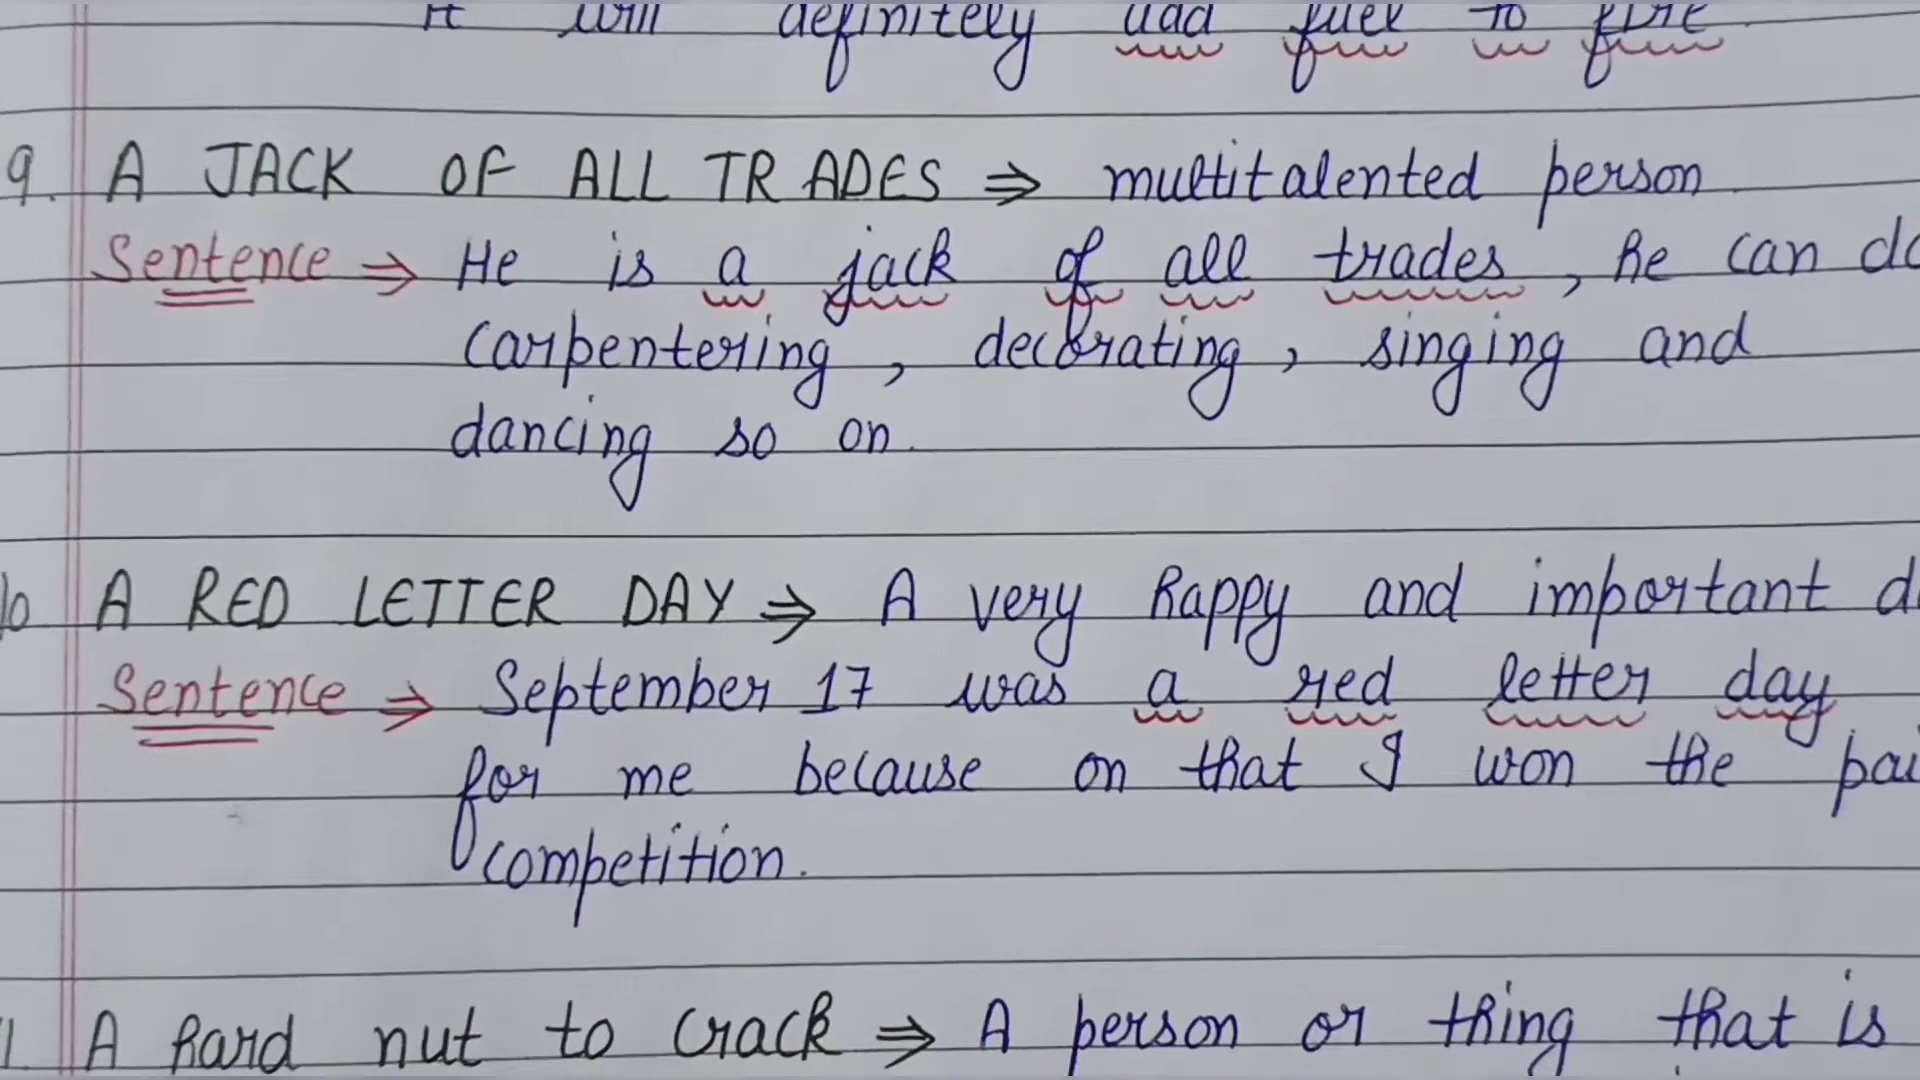 It will definitely add fuel to fire
9. A JACK OF ALL TRADES ⇒ multitalented person
Sentence ⇒ He is a jack of all trades, he can do
carpentering, decorating, singing and
dancing so on.
10 A RED LETTER DAY ⇒ A very happy and important
Sentence ⇒ September 17 was a red letter day
for me because on that I won the
competition.
A hard nut to crack ⇒ A person or thing that is